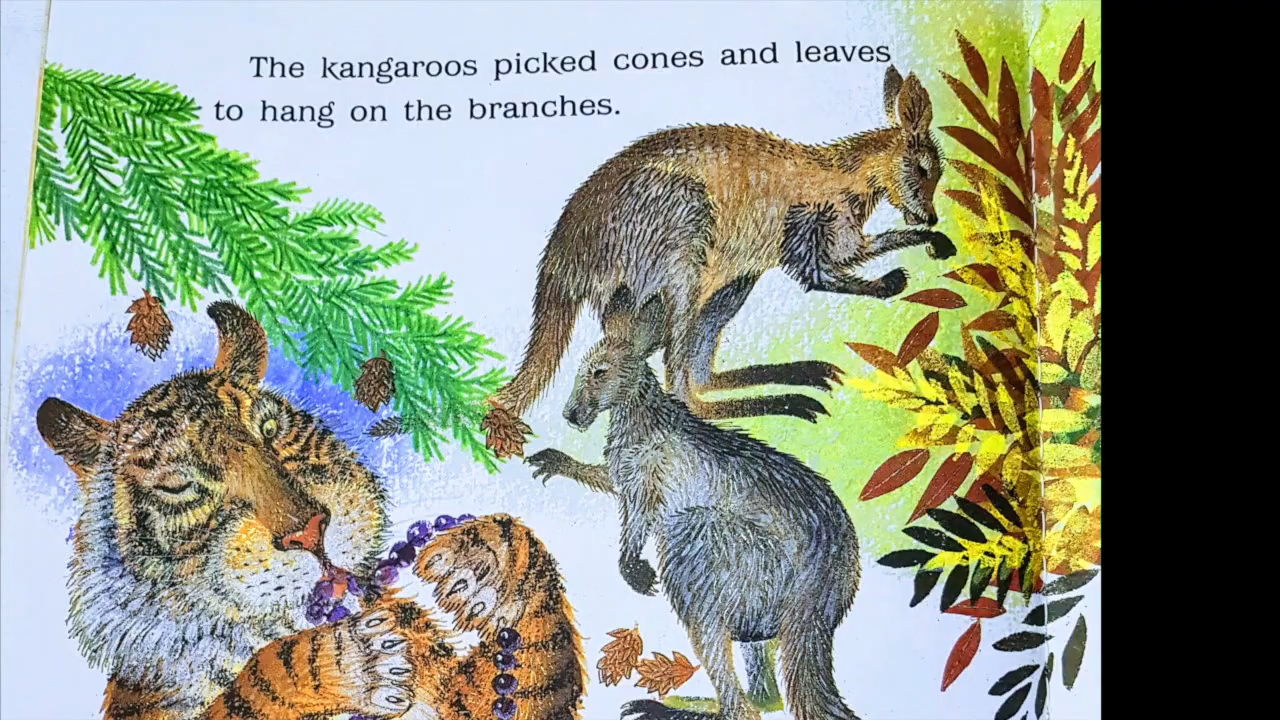 The kangaroos picked cones and leaves
to hang on the branches.